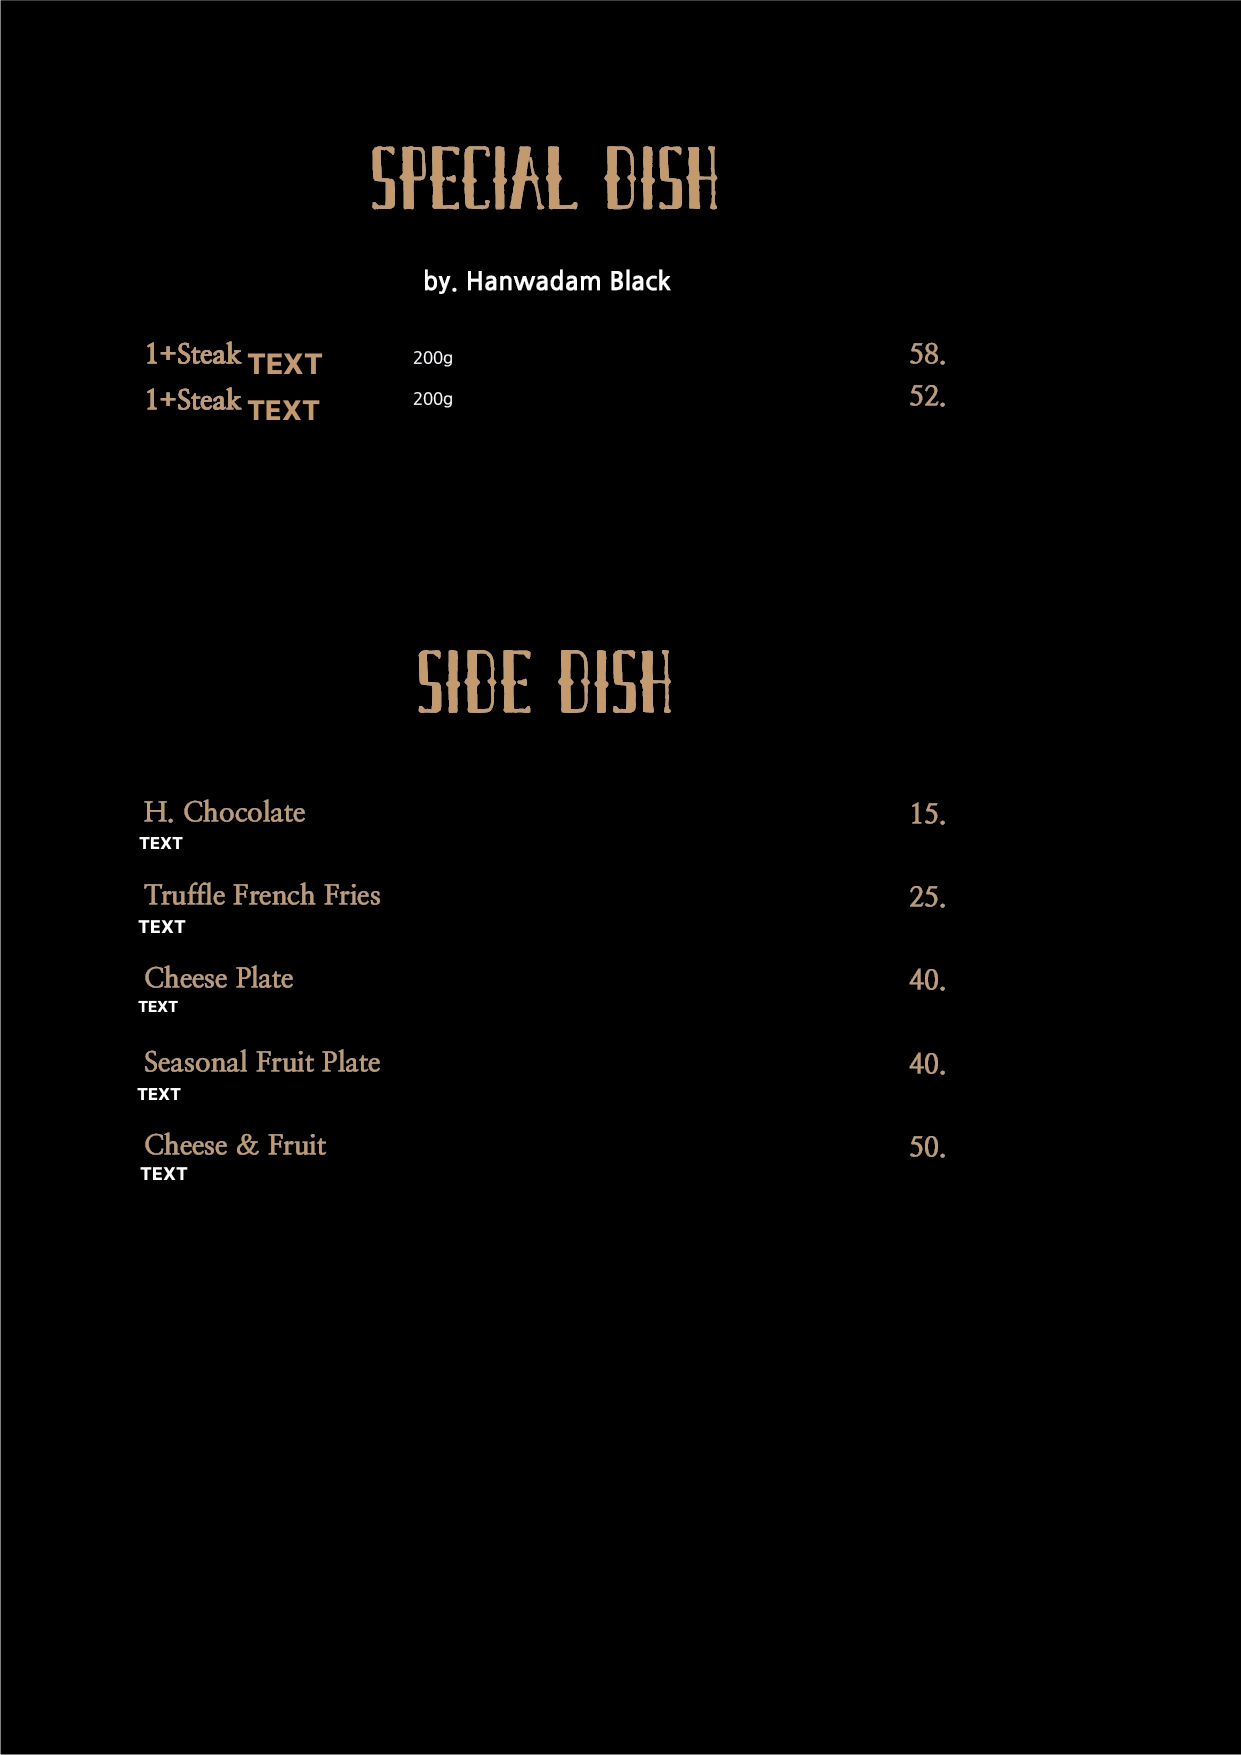 SPECIAL DISH
by. Hanwadam Black
1+Steak TEXT 200g 58.
1+Steak TEXT 200g 52.
SIDE DISH
H. Chocolate 15.
TEXT
Truffle French Fries 25.
TEXT
Cheese Plate 40.
TEXT
Seasonal Fruit Plate 40.
TEXT
Cheese & Fruit 50.
TEXT